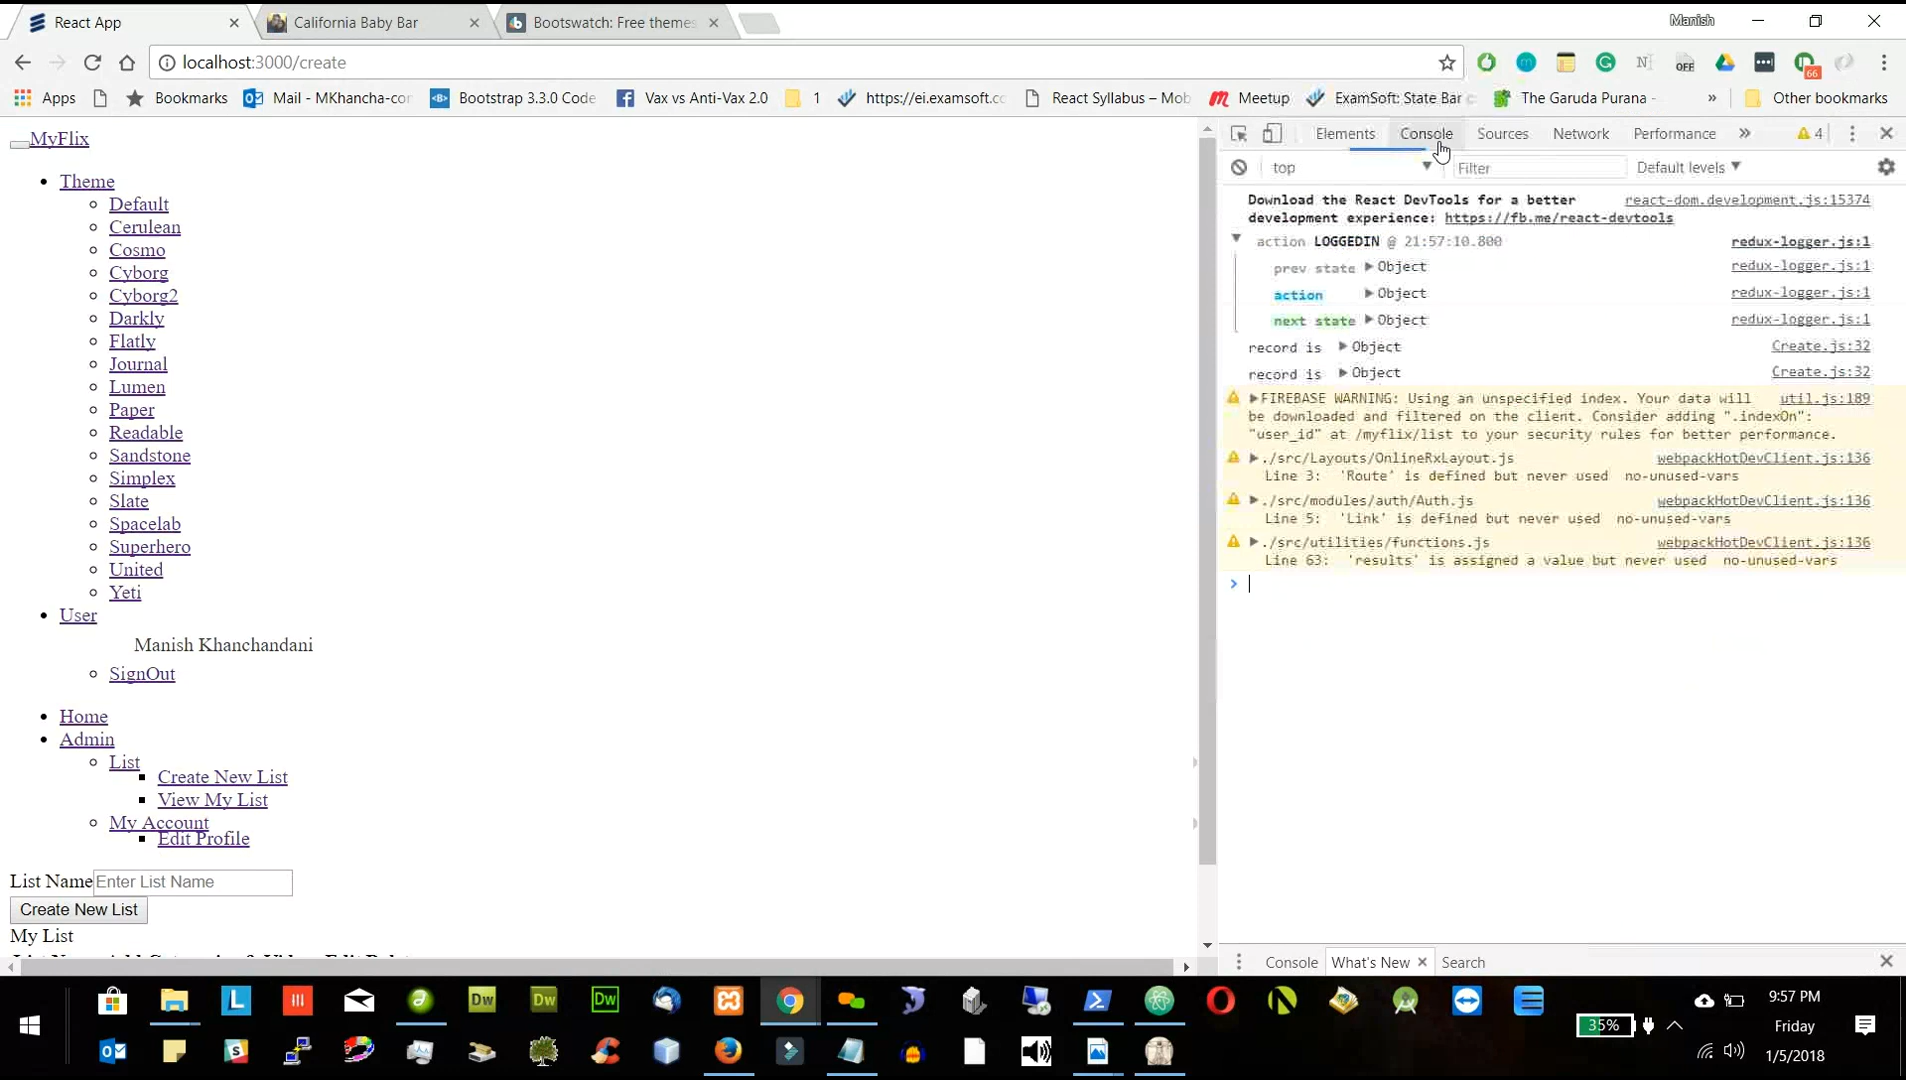 React App
California Baby Bar
Bootswatch: Free themes
Manish
localhost:3000/create
OFF
66
Apps
Bookmarks
Mail - MKhancha-cor
Bootstrap 3.3.0 Code
Vax vs Anti-Vax 2.0
1
https://ei.examsoft.cc
React Syllabus – Mob
Meetup
ExamSoft: State Bar
The Garuda Purana -
»
Other bookmarks
MyFlix
Theme
Default
Cerulean
Cosmo
Cyborg
Cyborg2
Darkly
Flatly
Journal
Lumen
Paper
Readable
Sandstone
Simplex
Slate
Spacelab
Superhero
United
Yeti
User
Manish Khanchandani
SignOut
Home
Admin
List
Create New List
View My List
My Account
Edit Profile
List Name Enter List Name
Create New List
My List
Elements Console Sources Network Performance » 4
top Filter Default levels
Download the React DevTools for a better react-dom.development.js:15374
development experience: https://fb.me/react-devtools
action LOGGEDIN @ 21:57:10.800 redux-logger.js:1
prev state Object redux-logger.js:1
action Object redux-logger.js:1
next state Object redux-logger.js:1
record is Object Create.js:32
record is Object Create.js:32
FIREBASE WARNING: Using an unspecified index. Your data will util.js:189
be downloaded and filtered on the client. Consider adding ".indexOn":
"user_id" at /myflix/list to your security rules for better performance.
./src/Layouts/OnlineRxLayout.js webpackHotDevClient.js:136
Line 3: 'Route' is defined but never used no-unused-vars
./src/modules/auth/Auth.js webpackHotDevClient.js:136
Line 5: 'Link' is defined but never used no-unused-vars
./src/utilities/functions.js webpackHotDevClient.js:136
Line 63: 'results' is assigned a value but never used no-unused-vars
>
Console What's New Search
Dw Dw Dw
35%
9:57 PM
Friday
1/5/2018